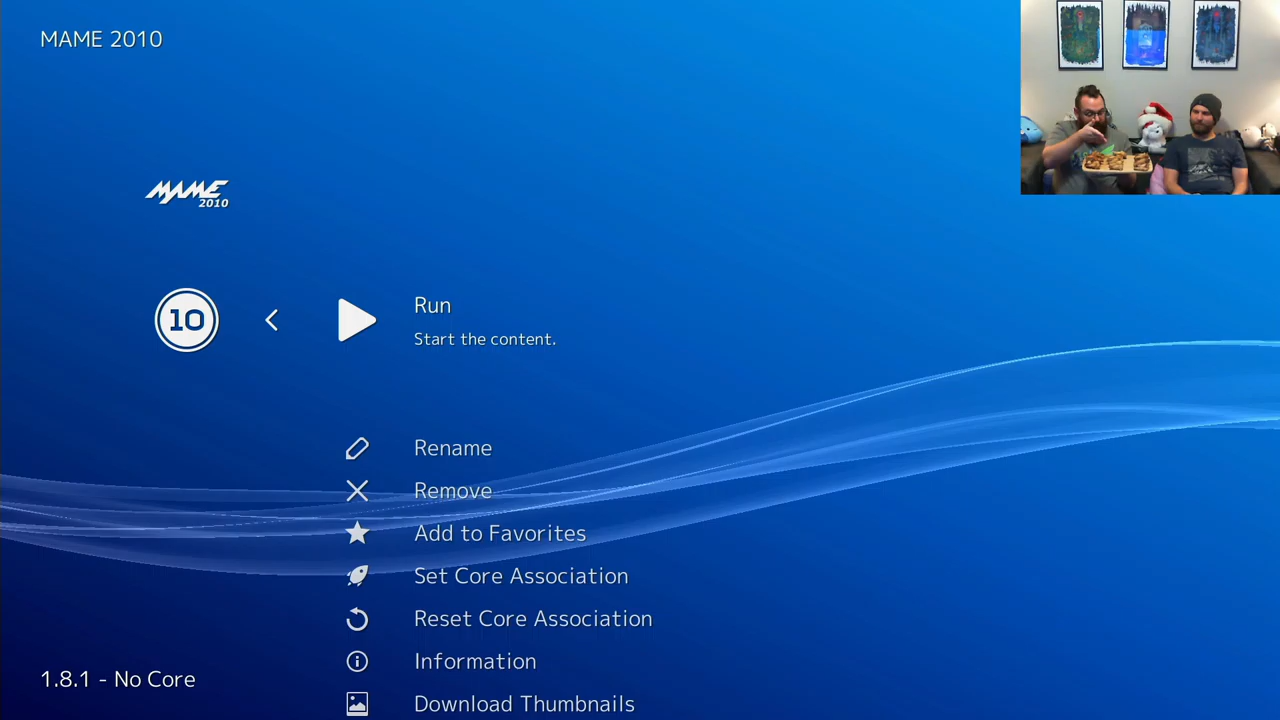 MAME 2010
MAME
2010
10
Run
Start the content.
Rename
Remove
Add to Favorites
Set Core Association
Reset Core Association
Information
Download Thumbnails
1.8.1 - No Core